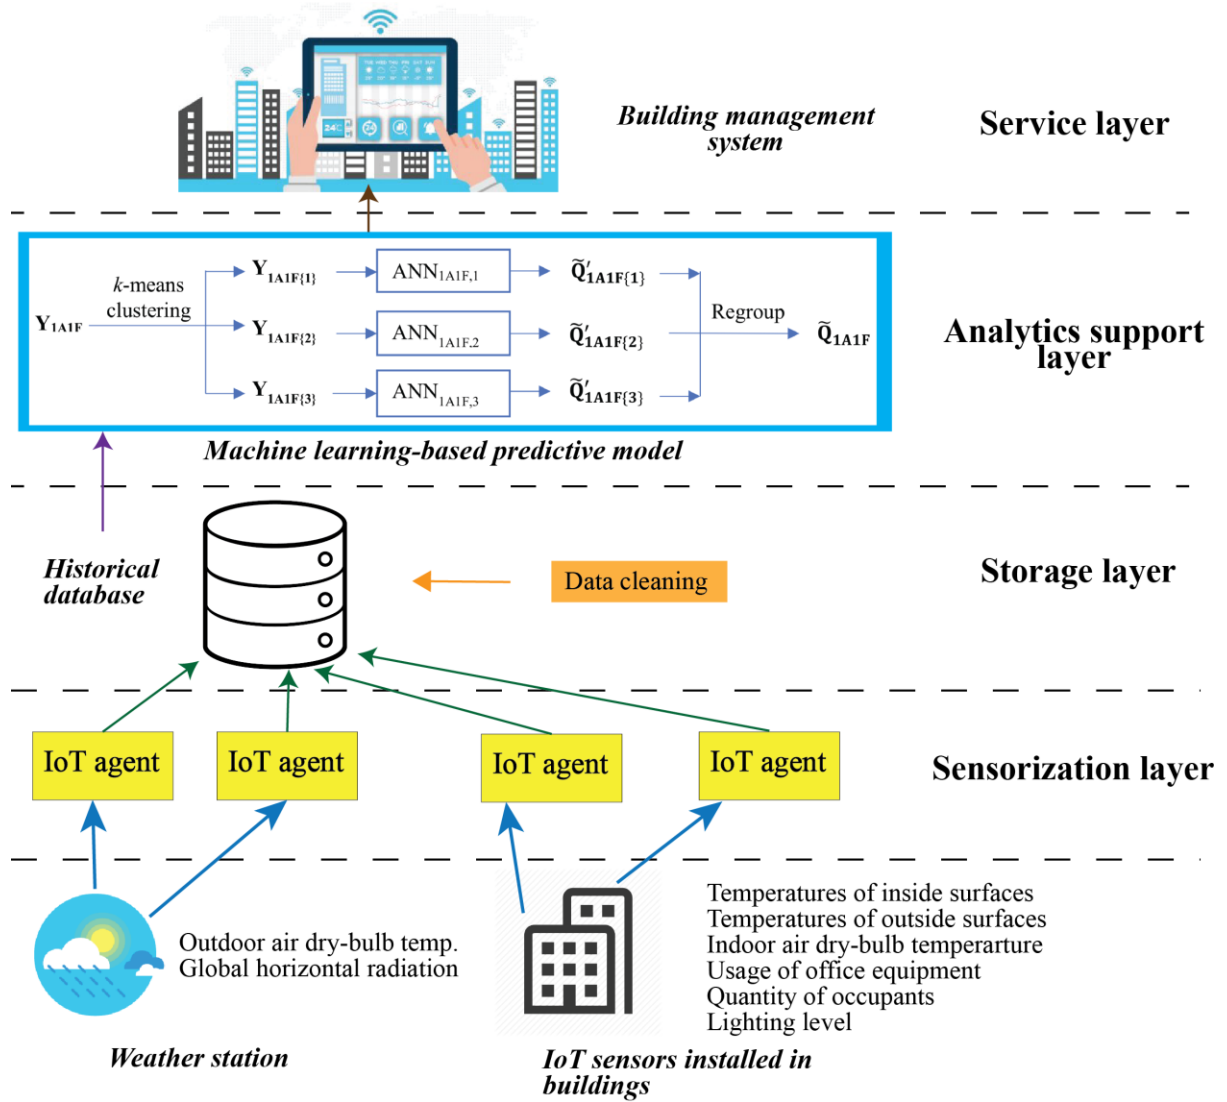 Building management
system
Service layer
24
24
k-means
clustering
Y1A1F
Y1A1F{1}
ANN1A1F,1
Q̃′1A1F{1}
Y1A1F{2}
ANN1A1F,2
Q̃′1A1F{2}
Y1A1F{3}
ANN1A1F,3
Q̃′1A1F{3}
Regroup
Q̃1A1F
Analytics support
layer
Machine learning-based predictive model
Historical
database
Data cleaning
Storage layer
IoT agent
IoT agent
IoT agent
IoT agent
Sensorization layer
Outdoor air dry-bulb temp.
Global horizontal radiation
Weather station
Temperatures of inside surfaces
Temperatures of outside surfaces
Indoor air dry-bulb temperarture
Usage of office equipment
Quantity of occupants
Lighting level
IoT sensors installed in
buildings